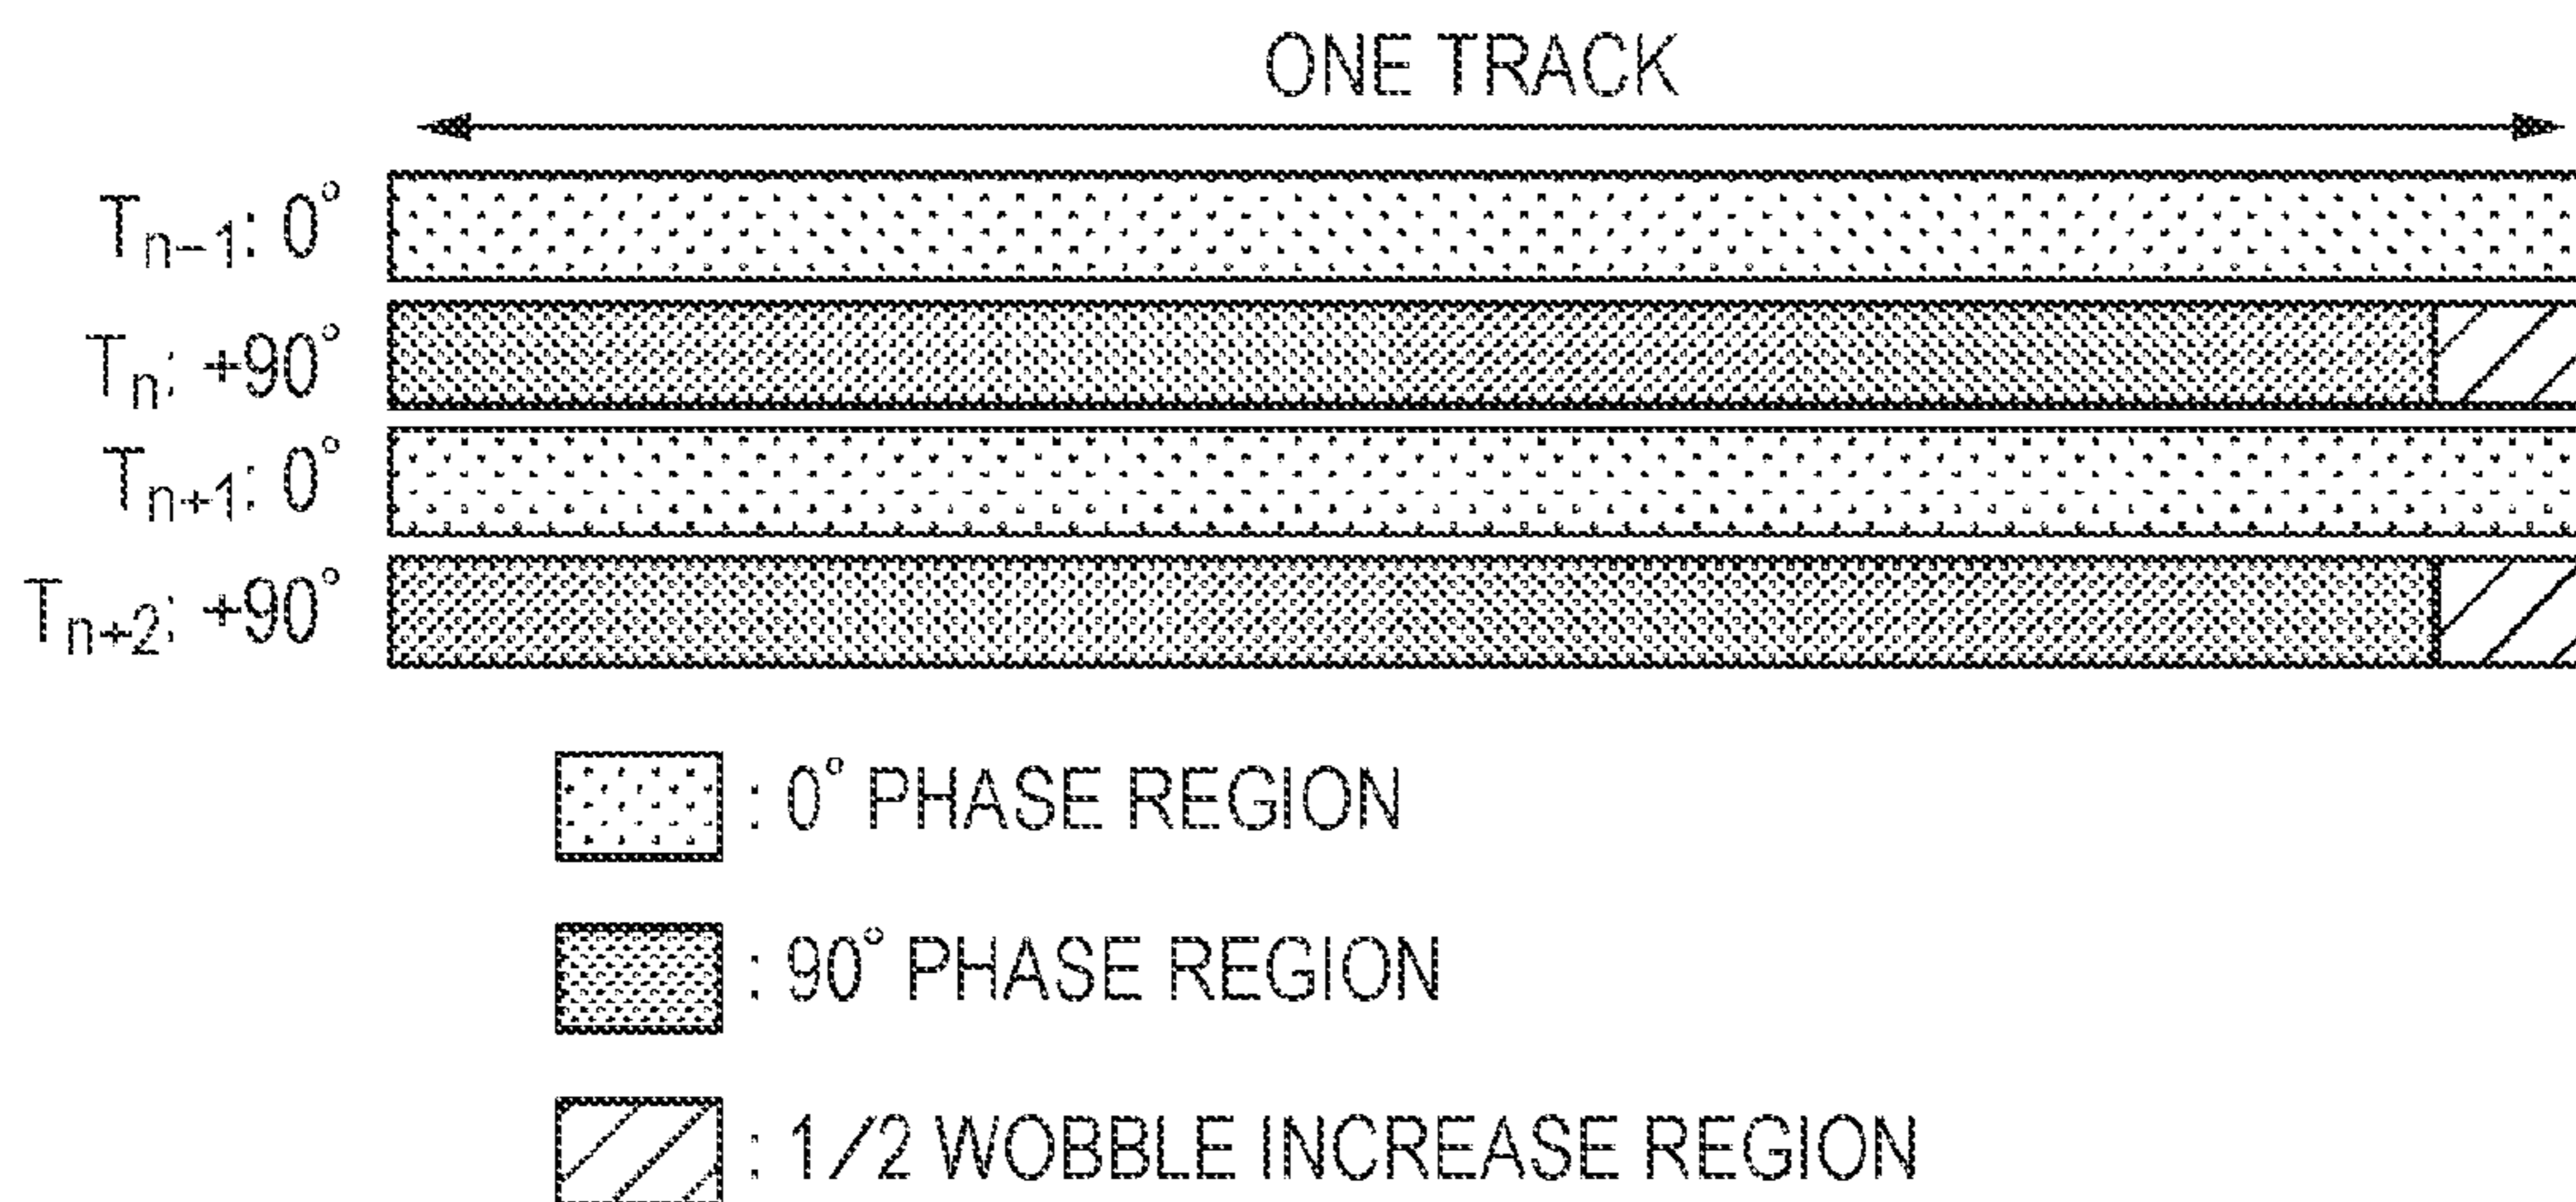 ONE TRACK
Tn-1: 0°
Tn: +90°
Tn+1: 0°
Tn+2: +90°
: 0° PHASE REGION
: 90° PHASE REGION
: 1/2 WOBBLE INCREASE REGION